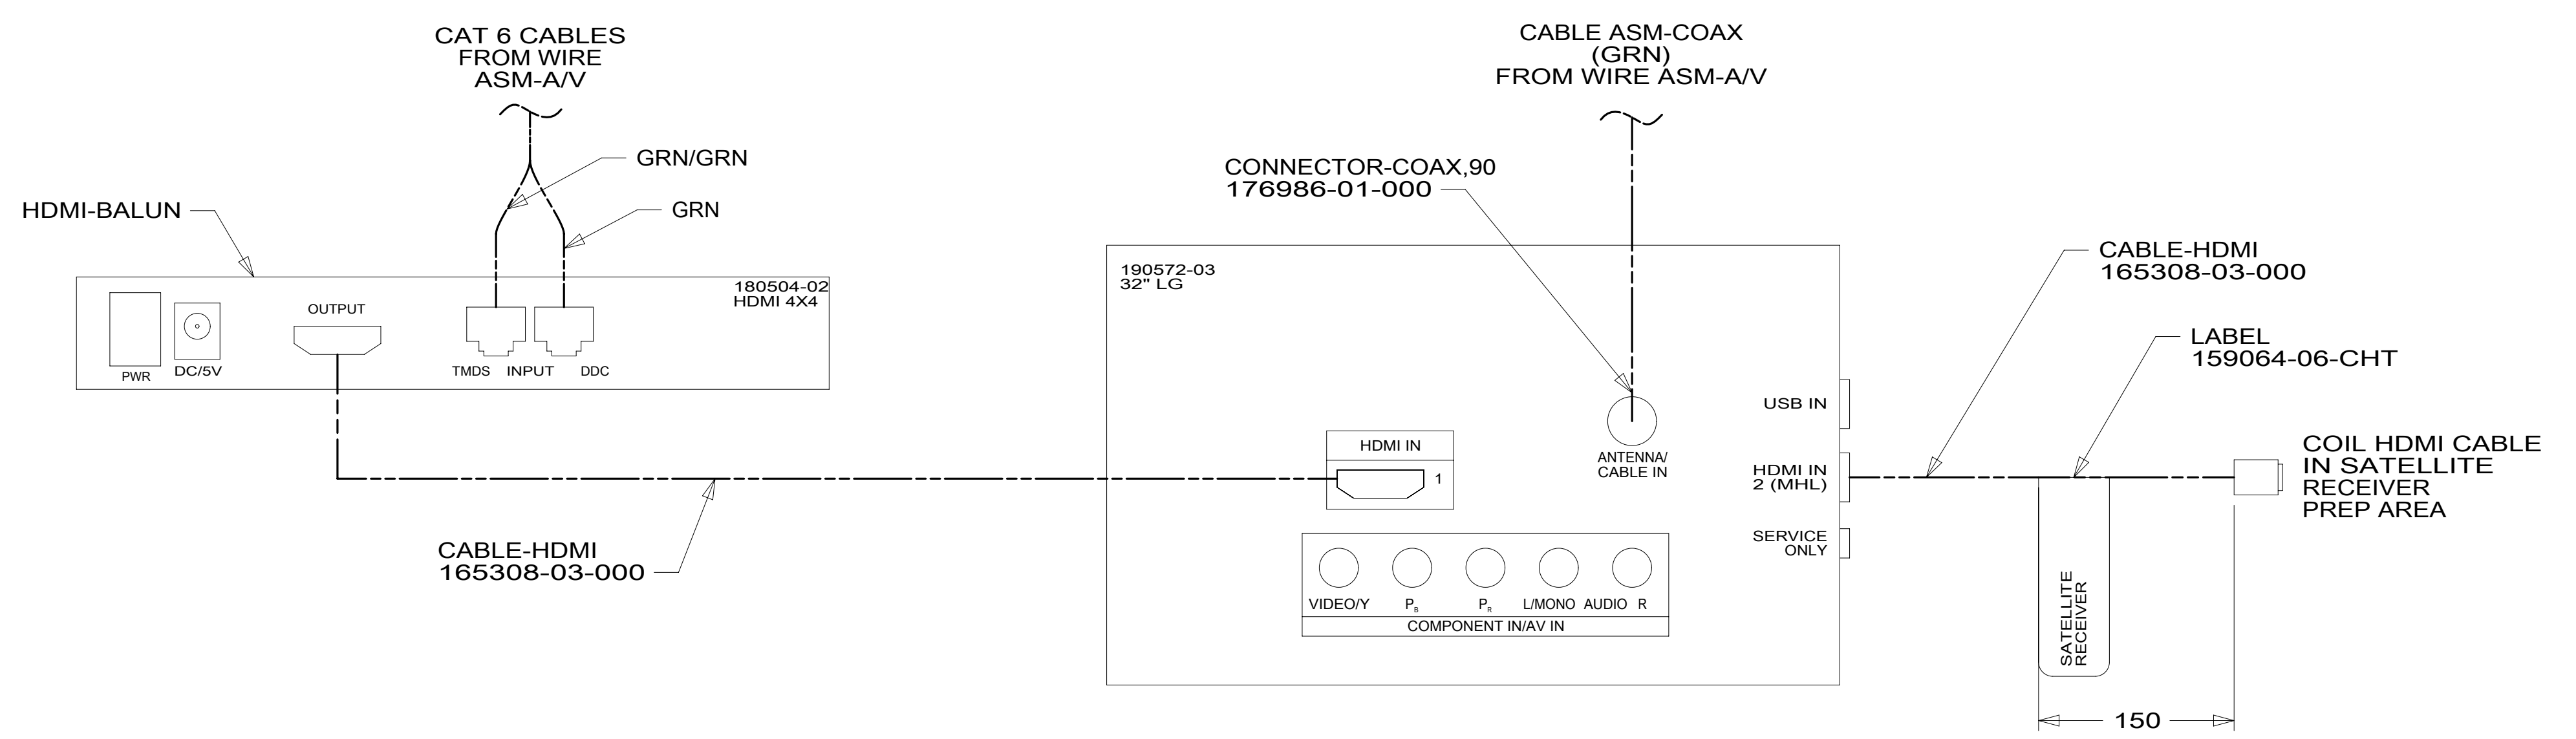 CAT 6 CABLES
FROM WIRE
ASM-A/V
GRN/GRN
GRN
HDMI-BALUN
180504-02
HDMI 4X4
OUTPUT
PWR
DC/5V
TMDS INPUT DDC
CABLE-HDMI
165308-03-000
CABLE ASM-COAX
(GRN)
FROM WIRE ASM-A/V
CONNECTOR-COAX,90
176986-01-000
190572-03
32" LG
HDMI IN
1
ANTENNA/
CABLE IN
USB IN
HDMI IN
2 (MHL)
SERVICE
ONLY
VIDEO/Y PB PR L/MONO AUDIO R
COMPONENT IN/AV IN
CABLE-HDMI
165308-03-000
LABEL
159064-06-CHT
COIL HDMI CABLE
IN SATELLITE
RECEIVER
PREP AREA
SATELLITE
RECEIVER
150